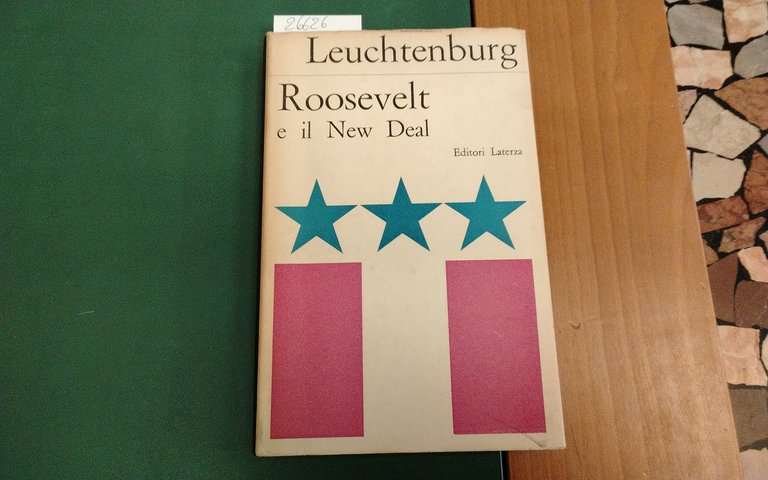 26626
Leuchtenburg
Roosevelt
e il New Deal
Editori Laterza